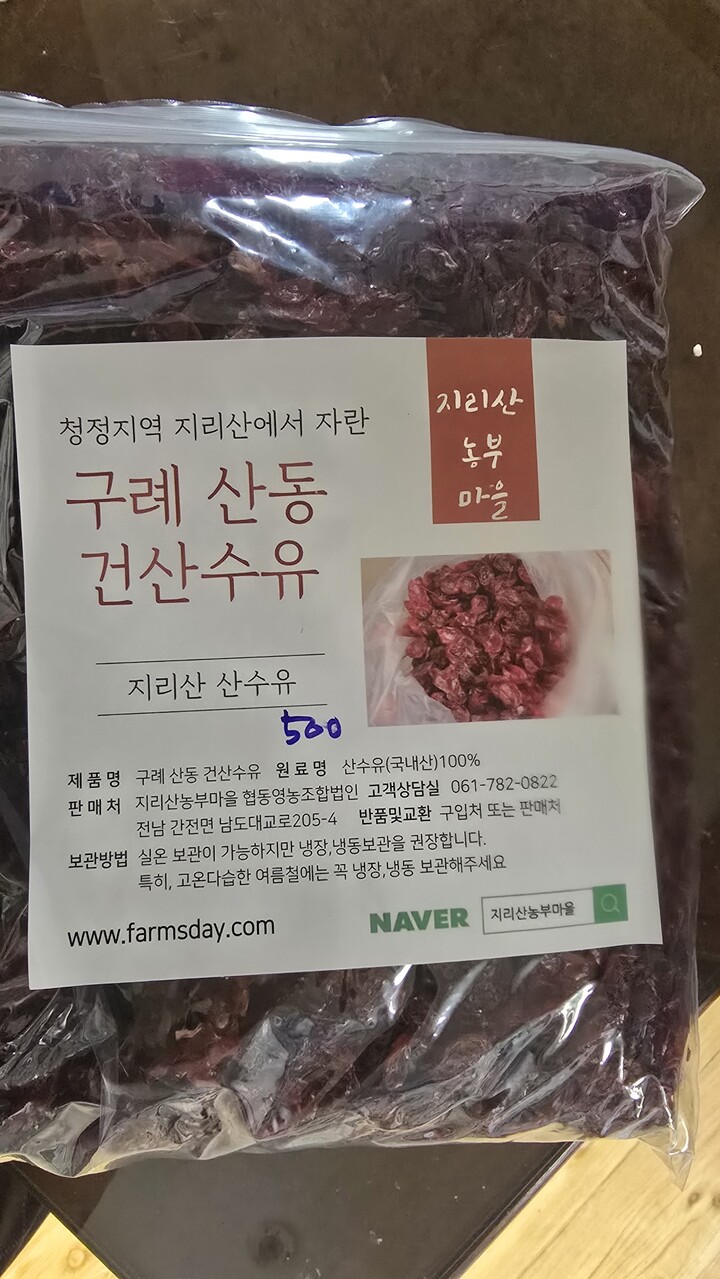 청정지역 지리산에서 자란
구례 산동
건산수유
지리산
농부
마을
지리산 산수유
500
제품명 구례 산동 건산수유 원료명 산수유(국내산)100%
판매처 지리산농부마을 협동영농조합법인 고객상담실 061-782-0822
전남 간전면 남도대교로205-4 반품및교환 구입처 또는 판매처
보관방법 실온 보관이 가능하지만 냉장,냉동보관을 권장합니다.
특히, 고온다습한 여름철에는 꼭 냉장,냉동 보관해주세요
www.farmsday.com
NAVER 지리산농부마을